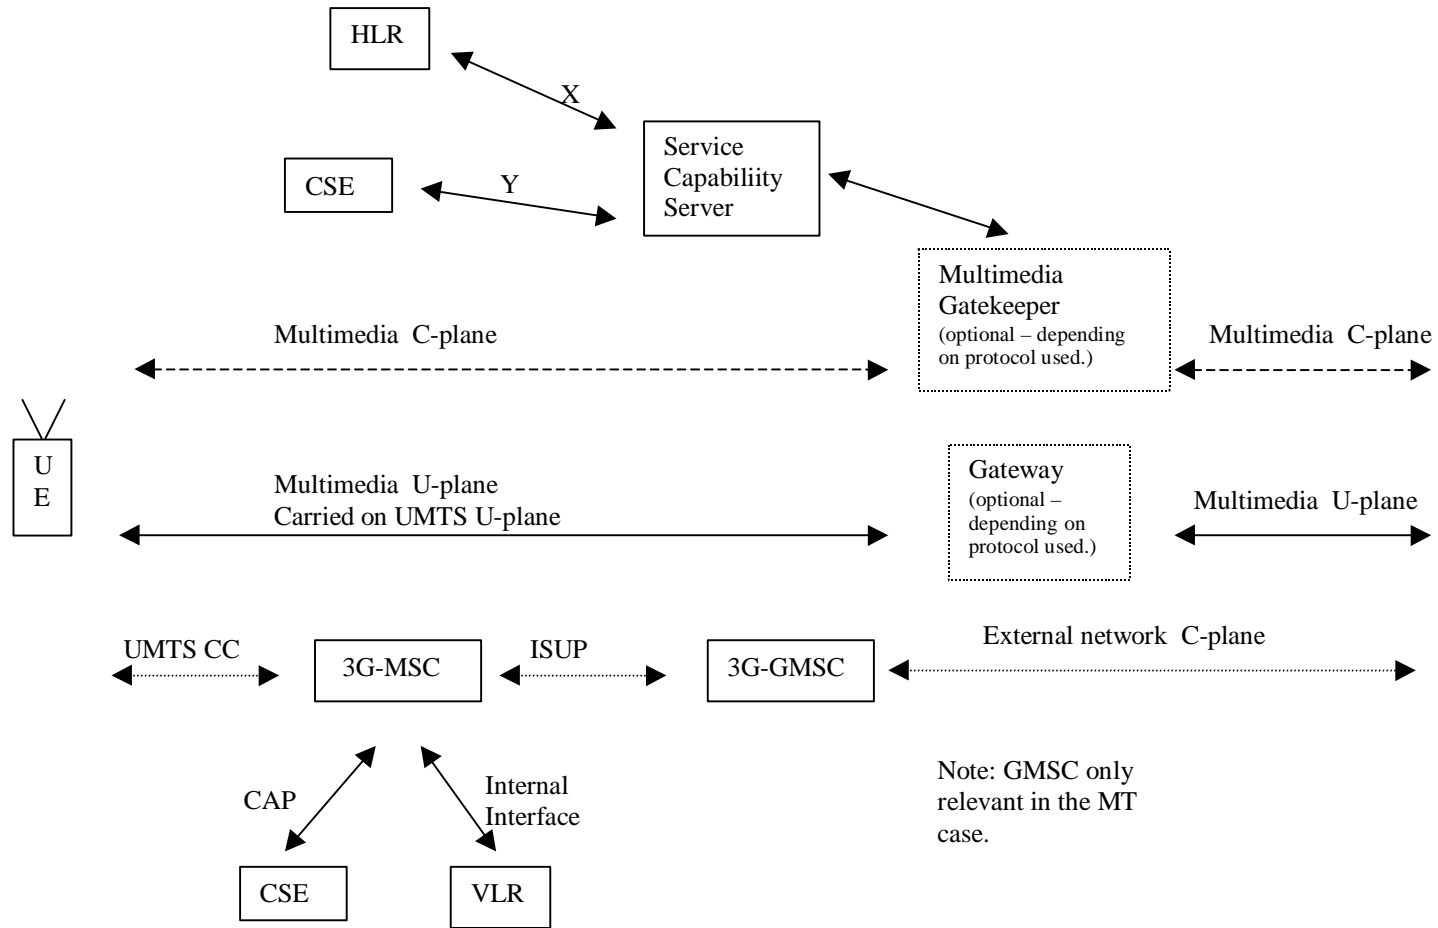 HLR
X
Service
Capabiliity
Server
CSE
Y
Multimedia
Gatekeeper
(optional – depending
on protocol used.)
Multimedia C-plane
Multimedia C-plane
U
E
Multimedia U-plane
Carried on UMTS U-plane
Gateway
(optional –
depending on
protocol used.)
Multimedia U-plane
UMTS CC
3G-MSC
ISUP
3G-GMSC
External network C-plane
CAP
Internal
Interface
Note: GMSC only
relevant in the MT
case.
CSE
VLR